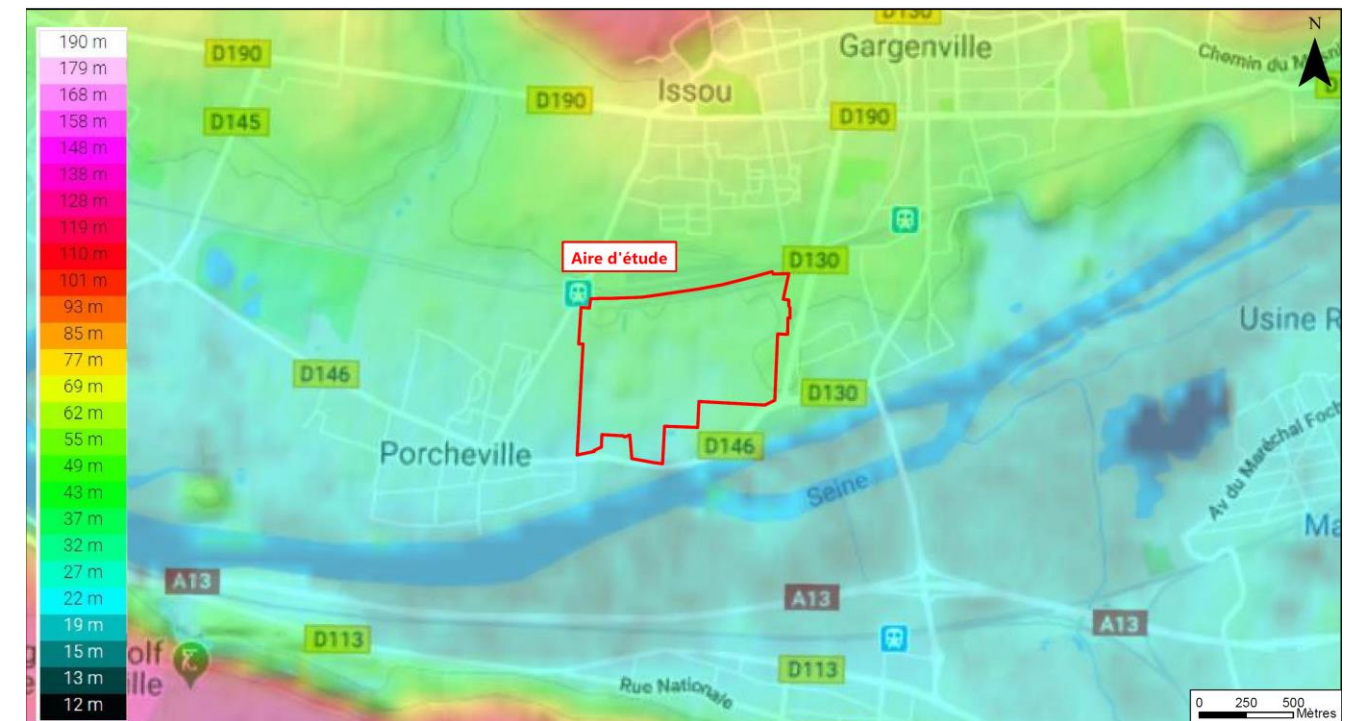 190 m
179 m
168 m
158 m
148 m
138 m
128 m
119 m
110 m
101 m
93 m
85 m
77 m
69 m
62 m
55 m
49 m
43 m
37 m
32 m
27 m
22 m
19 m
15 m
13 m
12 m
D130
N
D190
Gargenville
Chemin du
Issou
D190
D190
D145
Aire d'étude
D130
Usine R
D146
D130
Porcheville
D146
Seine
Av du Maréchal Foch
Ma
A13
A13
A13
D113
D113
olf
ille
Rue Nationale
0 250 500
Mètres